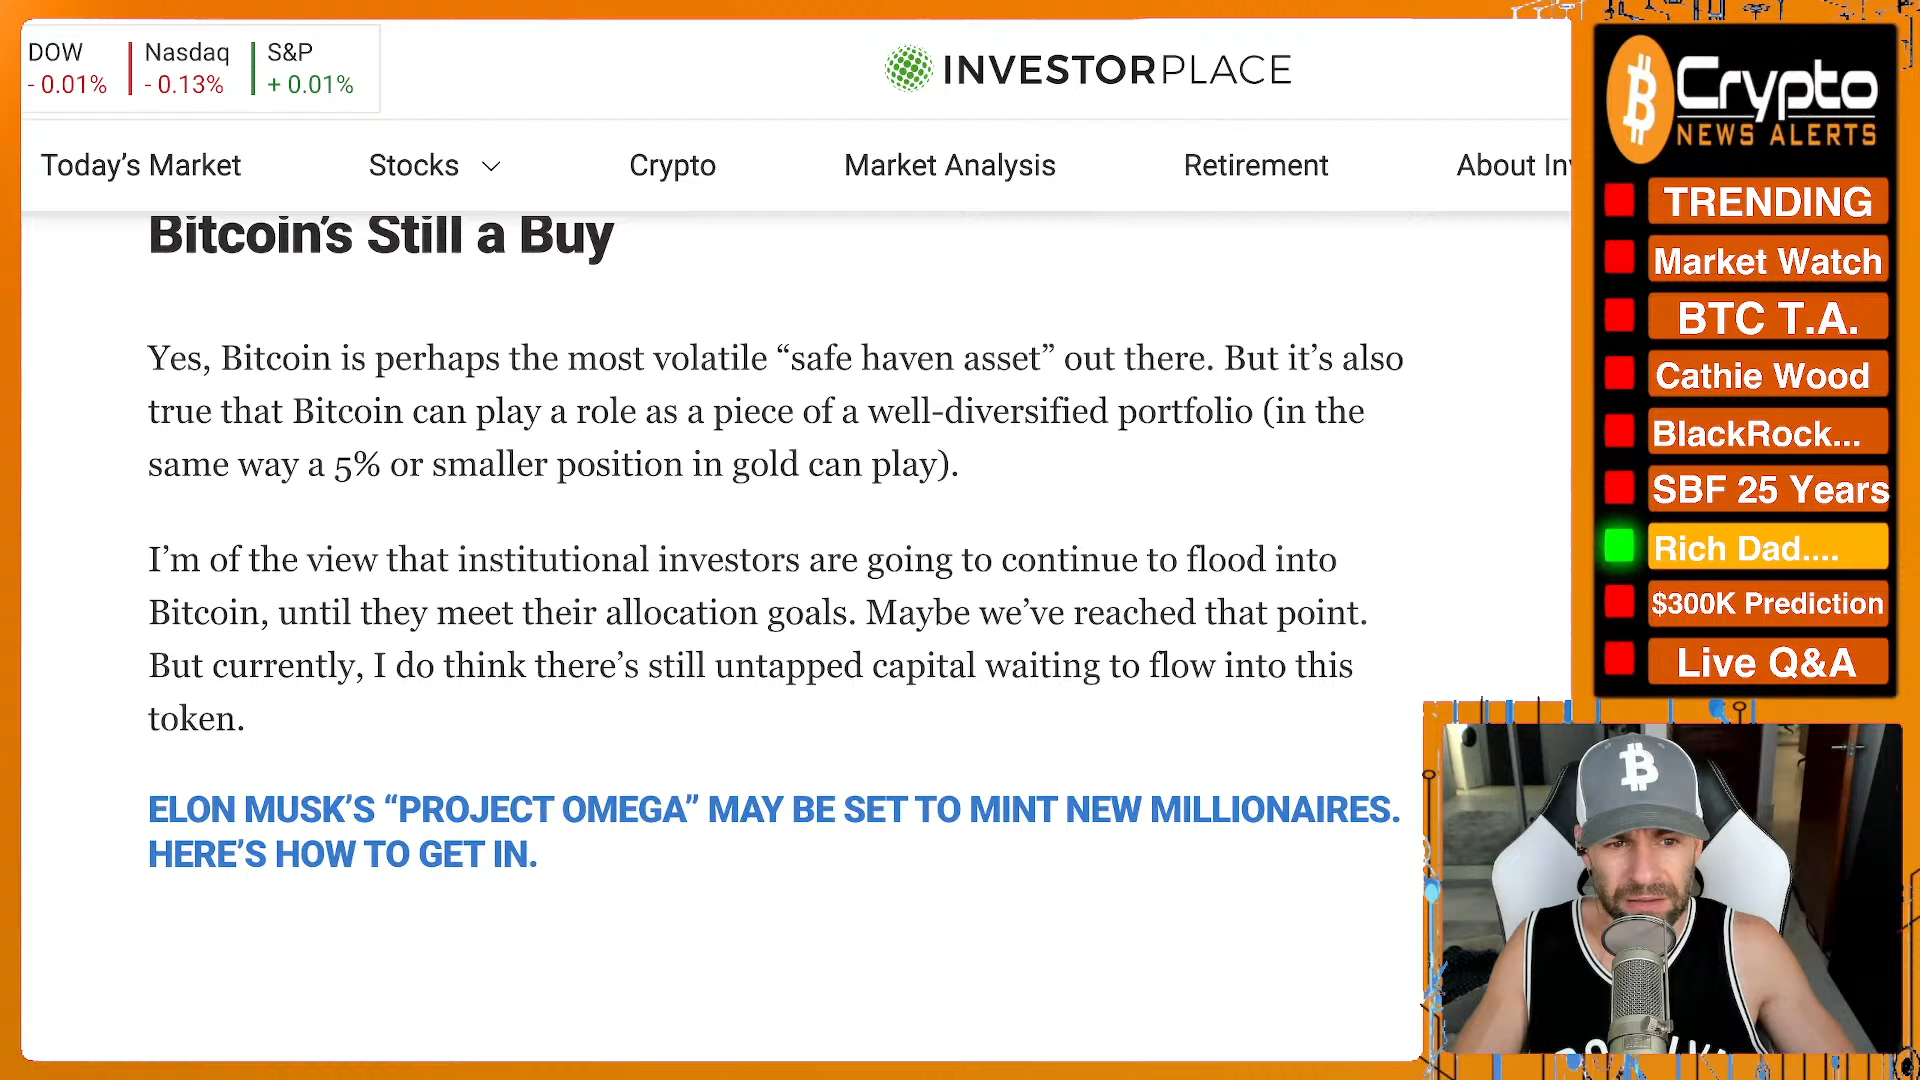 DOW
- 0.01%
Nasdaq
- 0.13%
S&P
+ 0.01%
INVESTORPLACE
Today's Market
Stocks
Crypto
Market Analysis
Retirement
About In
Bitcoin's Still a Buy
Yes, Bitcoin is perhaps the most volatile “safe haven asset” out there. But it’s also
true that Bitcoin can play a role as a piece of a well-diversified portfolio (in the
same way a 5% or smaller position in gold can play).
I’m of the view that institutional investors are going to continue to flood into
Bitcoin, until they meet their allocation goals. Maybe we’ve reached that point.
But currently, I do think there’s still untapped capital waiting to flow into this
token.
ELON MUSK’S “PROJECT OMEGA” MAY BE SET TO MINT NEW MILLIONAIRES.
HERE’S HOW TO GET IN.
Crypto
NEWS ALERTS
TRENDING
Market Watch
BTC T.A.
Cathie Wood
BlackRock...
SBF 25 Years
Rich Dad....
$300K Prediction
Live Q&A